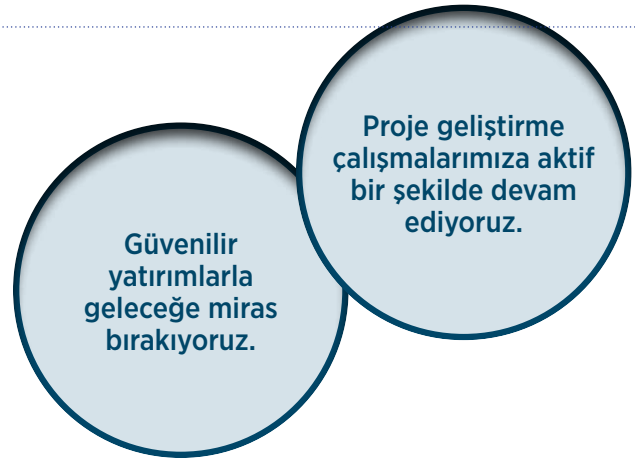 Proje geliştirme
çalışmalarımıza aktif
bir şekilde devam
ediyoruz.
Güvenilir
yatırımlarla
geleceğe miras
bırakıyoruz.